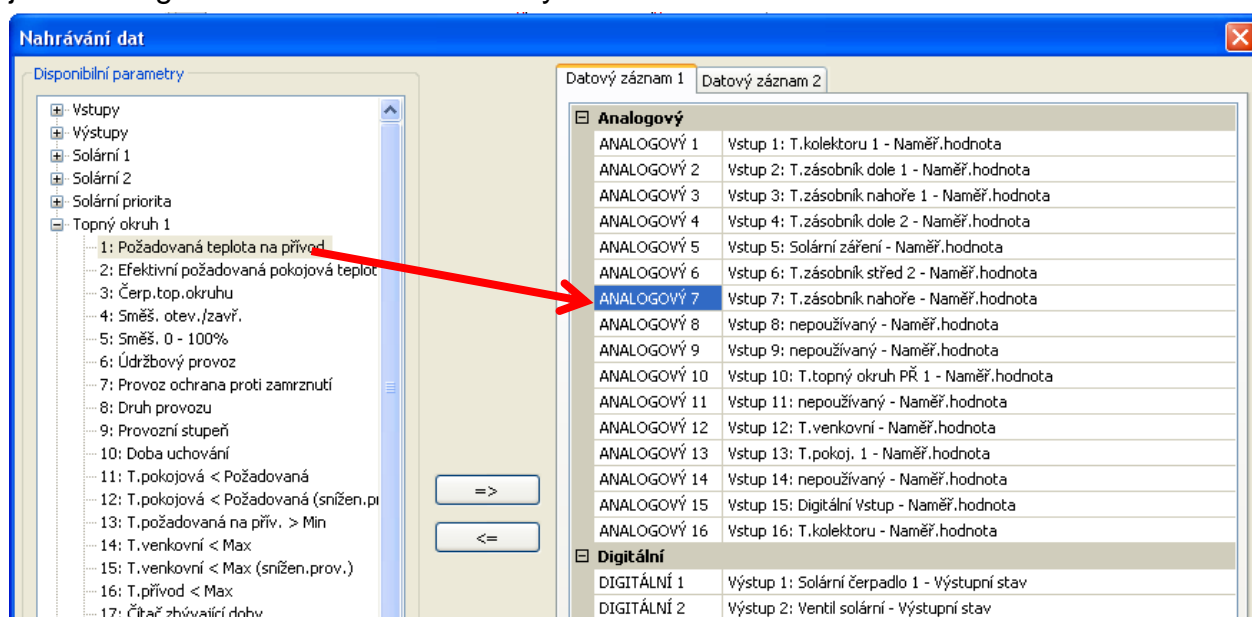 Nahrávání dat
Disponibilní parametry
Vstupy
Výstupy
Solární 1
Solární 2
Solární priorita
Topný okruh 1
1: Požadovaná teplota na přívod
2: Efektivní požadovaná pokojová teplot
3: Čerp.top.okruhu
4: Směš. otev./zavř.
5: Směš. 0 - 100%
6: Údržbový provoz
7: Provoz ochrana proti zamrznutí
8: Druh provozu
9: Provozní stupeň
10: Doba uchování
11: T.pokojová < Požadovaná
12: T.pokojová < Požadovaná (snížen.pr
13: T.požadovaná na přív. > Min
14: T.venkovní < Max
15: T.venkovní < Max (snížen.prov.)
16: T.přívod < Max
17: Čítač zbývající doby
=>
<=
Datový záznam 1 Datový záznam 2
Analogový
ANALOGOVÝ 1 Vstup 1: T.kolektoru 1 - Naměř.hodnota
ANALOGOVÝ 2 Vstup 2: T.zásobník dole 1 - Naměř.hodnota
ANALOGOVÝ 3 Vstup 3: T.zásobník nahoře 1 - Naměř.hodnota
ANALOGOVÝ 4 Vstup 4: T.zásobník dole 2 - Naměř.hodnota
ANALOGOVÝ 5 Vstup 5: Solární záření - Naměř.hodnota
ANALOGOVÝ 6 Vstup 6: T.zásobník střed 2 - Naměř.hodnota
ANALOGOVÝ 7 Vstup 7: T.zásobník nahoře - Naměř.hodnota
ANALOGOVÝ 8 Vstup 8: nepoužívaný - Naměř.hodnota
ANALOGOVÝ 9 Vstup 9: nepoužívaný - Naměř.hodnota
ANALOGOVÝ 10 Vstup 10: T.topný okruh PŘ 1 - Naměř.hodnota
ANALOGOVÝ 11 Vstup 11: nepoužívaný - Naměř.hodnota
ANALOGOVÝ 12 Vstup 12: T.venkovní - Naměř.hodnota
ANALOGOVÝ 13 Vstup 13: T.pokoj. 1 - Naměř.hodnota
ANALOGOVÝ 14 Vstup 14: nepoužívaný - Naměř.hodnota
ANALOGOVÝ 15 Vstup 15: Digitální Vstup - Naměř.hodnota
ANALOGOVÝ 16 Vstup 16: T.kolektoru - Naměř.hodnota
Digitální
DIGITÁLNÍ 1 Výstup 1: Solární čerpadlo 1 - Výstupní stav
DIGITÁLNÍ 2 Výstup 2: Ventil solární - Výstupní stav